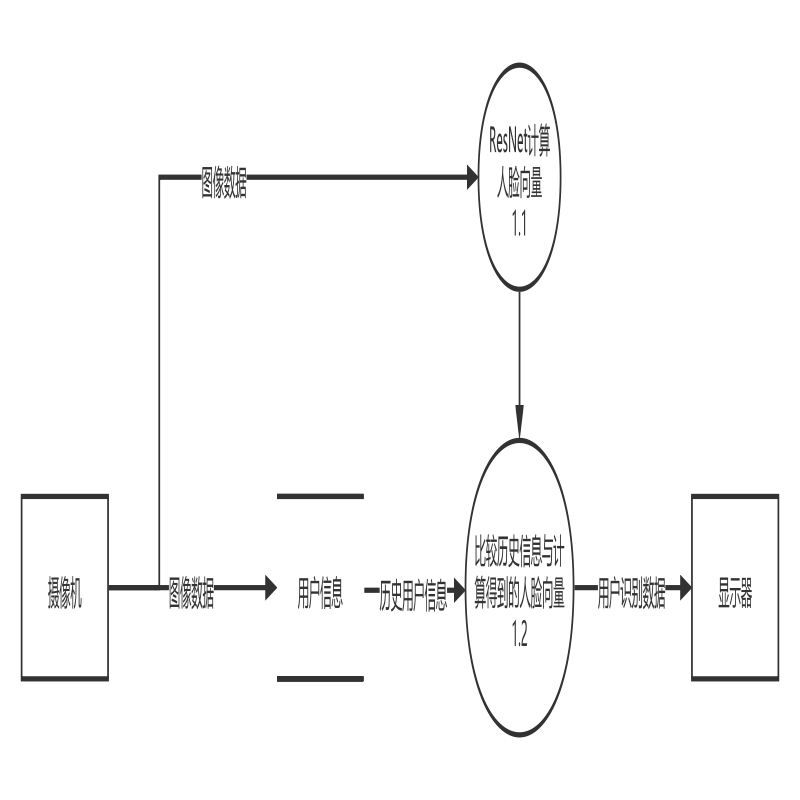 ResNet计算
人脸向量
1.1
图像数据
摄像机
图像数据
用户信息
历史用户信息
比较历史信息与计
算得到的人脸向量
1.2
用户识别数据
显示器